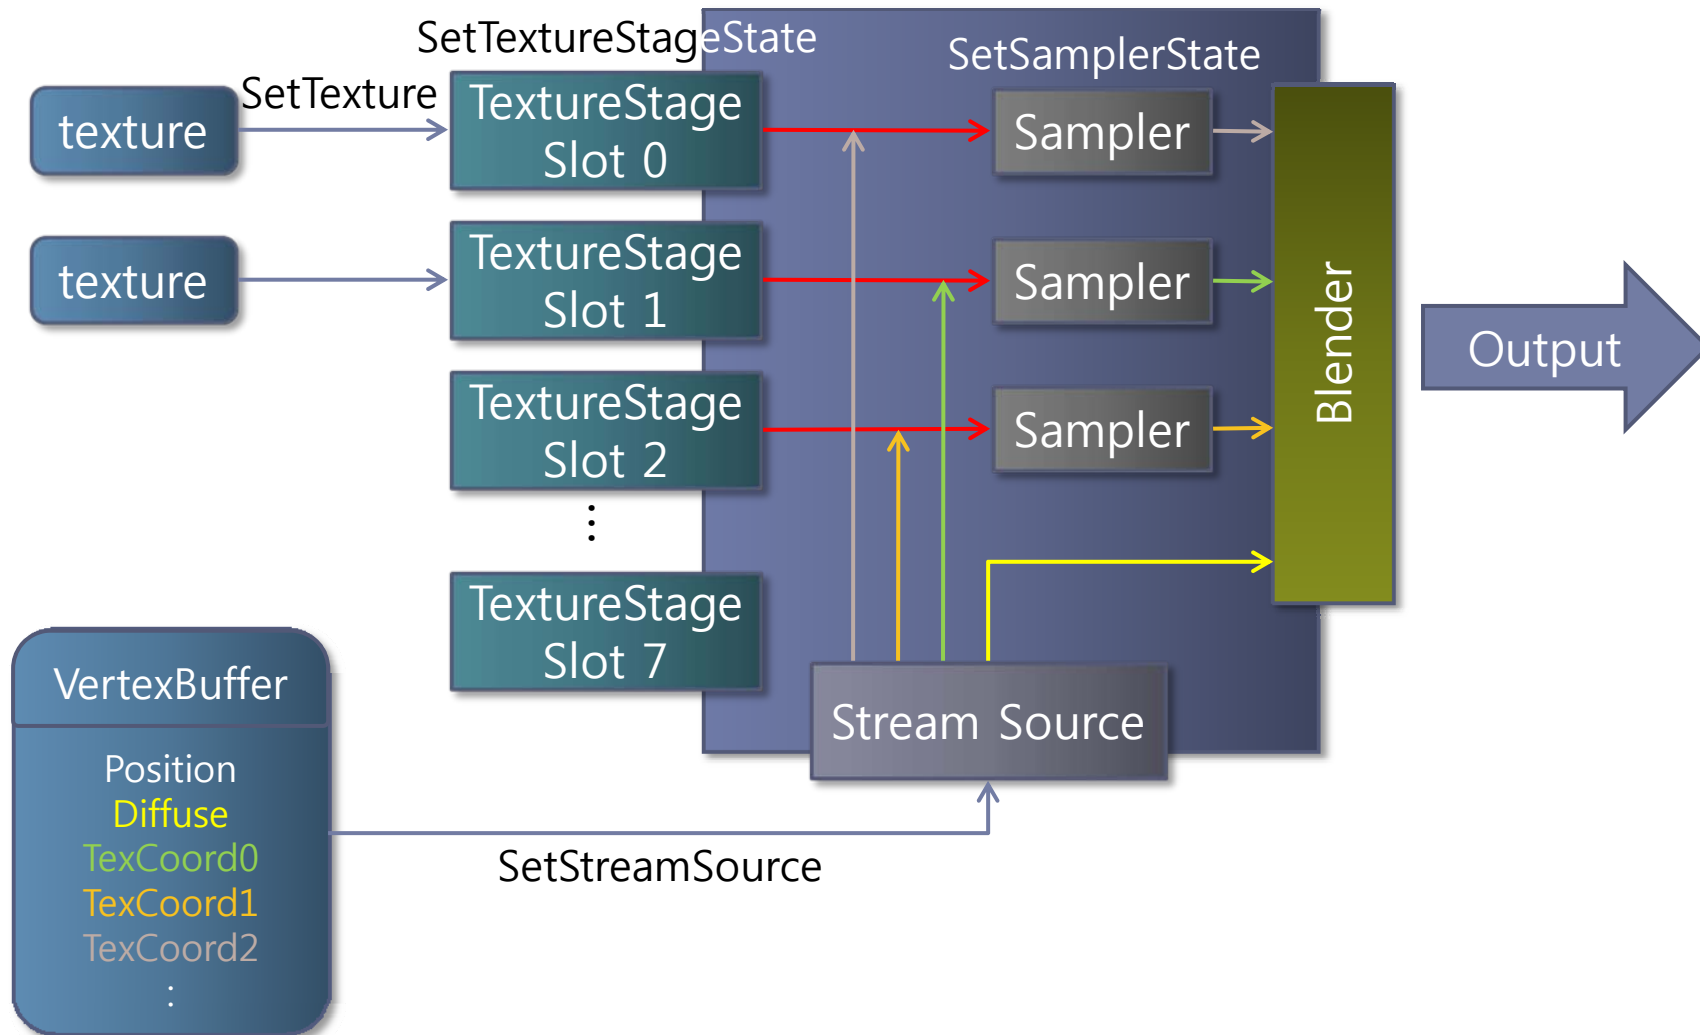 SetTextureStageState
SetSamplerState
SetTexture
texture
TextureStage
Slot 0
Sampler
texture
TextureStage
Slot 1
Sampler
Blender
Output
TextureStage
Slot 2
Sampler
⋮
TextureStage
Slot 7
VertexBuffer
Stream Source
Position
Diffuse
TexCoord0
TexCoord1
TexCoord2
:
SetStreamSource